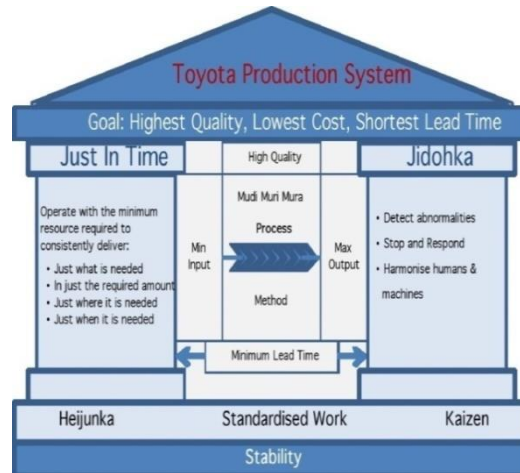 Toyota Production System
Goal: Highest Quality, Lowest Cost, Shortest Lead Time
Just In Time
High Quality
Jidohka
Operate with the minimum
resource required to
consistently deliver:
• Just what is needed
• In just the required amount
• Just where it is needed
• Just when it is needed
Min
Input
Mudi Muri Mura
Process
Method
Max
Output
• Detect abnormalities
• Stop and Respond
• Harmonise humans &
machines
Minimum Lead Time
Heijunka
Standardised Work
Kaizen
Stability